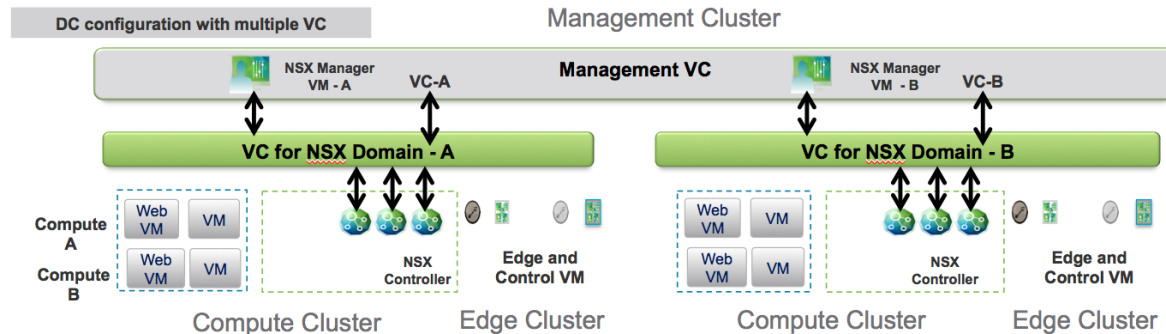 DC configuration with multiple VC
Management Cluster
NSX Manager
VM - A
VC-A
Management VC
NSX Manager
VM - B
VC-B
VC for NSX Domain - A
VC for NSX Domain - B
Compute
A
Compute
B
Web
VM
VM
Web
VM
VM
NSX
Controller
Edge and
Control VM
Web
VM
VM
Web
VM
VM
NSX
Controller
Edge and
Control VM
Compute Cluster
Edge Cluster
Compute Cluster
Edge Cluster